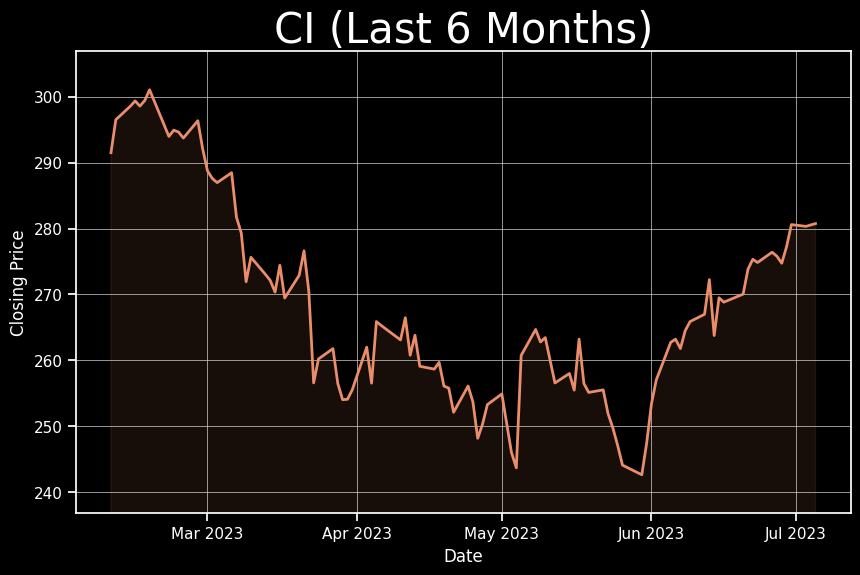 CI (Last 6 Months)
Closing Price
300
290
280
270
260
250
240
Mar 2023
Apr 2023
May 2023
Jun 2023
Jul 2023
Date